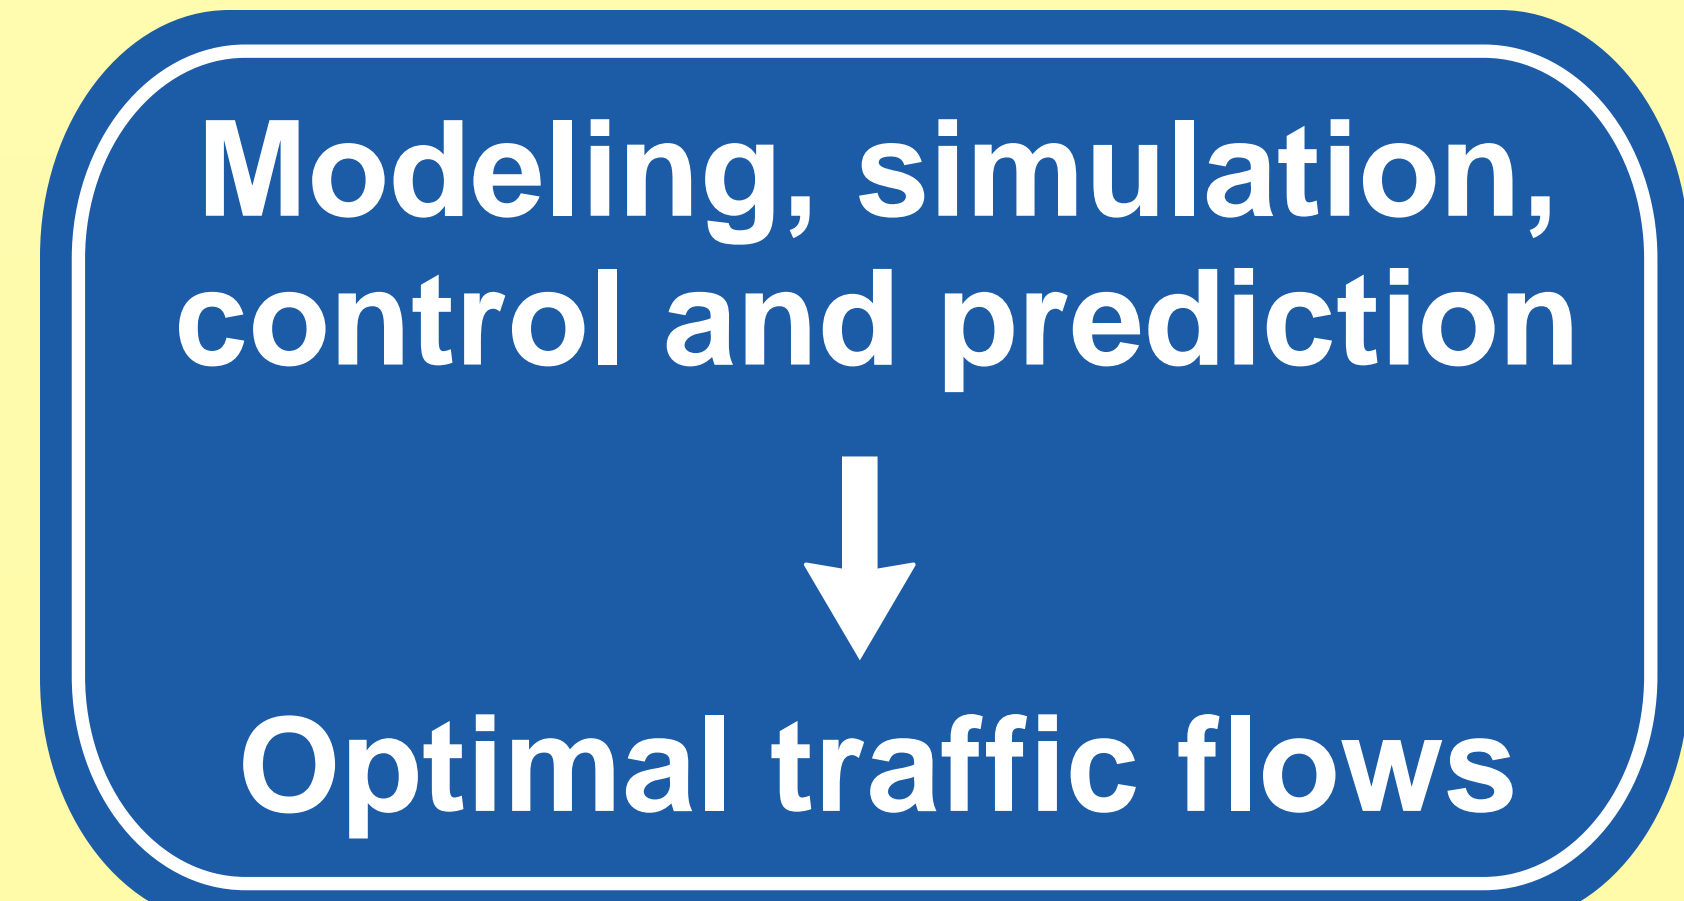 Modeling, simulation,
control and prediction
Optimal traffic flows